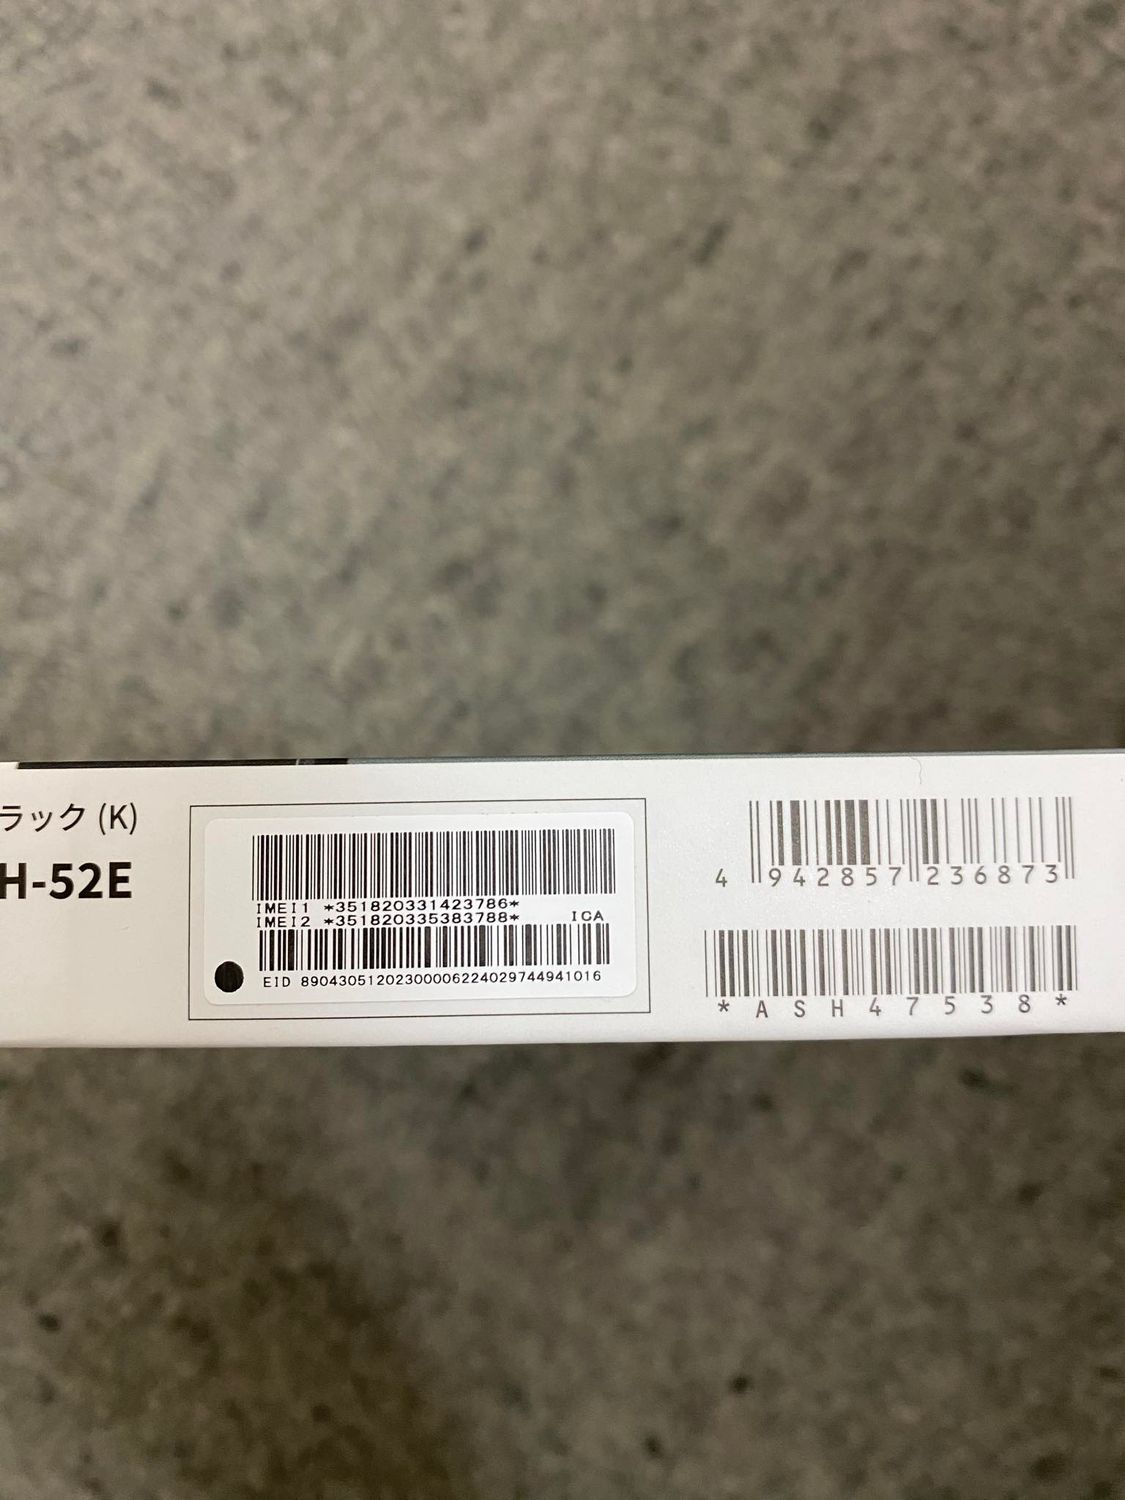 ラック (K)
H-52E
IMEI1 *351820331423786*
IMEI2 *351820335383788* ICA
EID 89043051202300006224029744941016
4 942857 236873
*ASH47538*